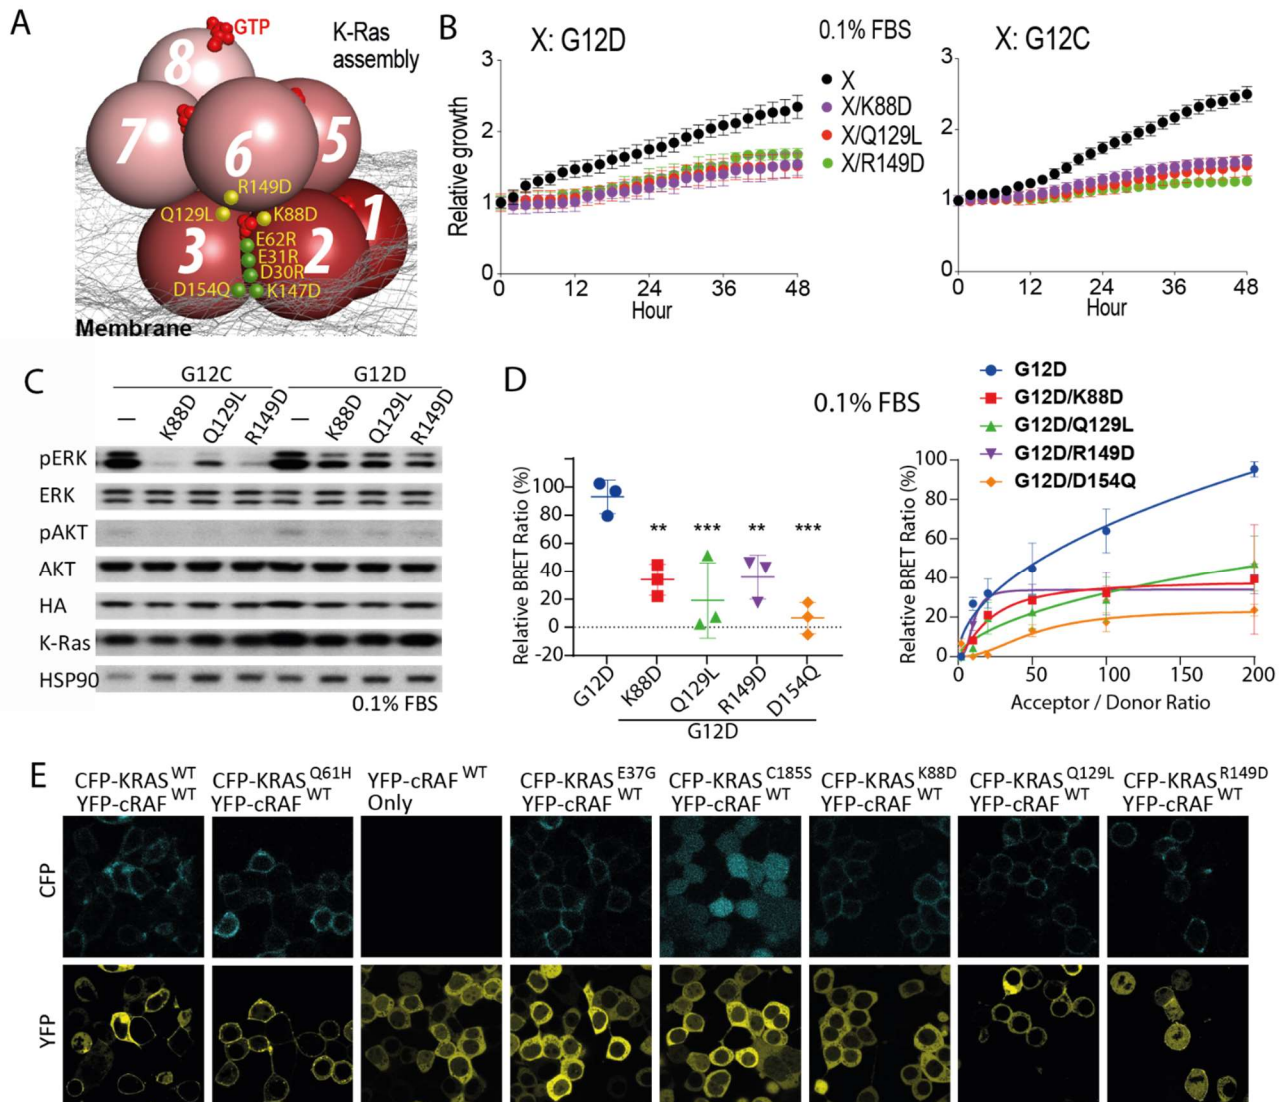 A
GTP
K-Ras
assembly
8
7
6
5
R149D
Q129L
K88D
1
3
2
E62R
E31R
D30R
D154Q
K147D
Membrane
B
X: G12D
0.1% FBS
X: G12C
X
X/K88D
X/Q129L
X/R149D
Relative growth
3
2
1
0
0 12 24 36 48
Hour
3
2
1
0
0 12 24 36 48
Hour
C
G12C G12D
— K88D Q129L R149D — K88D Q129L R149D
pERK
ERK
pAKT
AKT
HA
K-Ras
HSP90
0.1% FBS
D
0.1% FBS
G12D
G12D/K88D
G12D/Q129L
G12D/R149D
G12D/D154Q
Relative BRET Ratio (%)
100
80
60
40
20
0
-20
** *** ** ***
G12D K88D Q129L R149D D154Q
G12D
Relative BRET Ratio (%)
100
80
60
40
20
0
0 50 100 150 200
Acceptor / Donor Ratio
E
CFP-KRAS WT
YFP-cRAF WT
CFP-KRAS Q61H
YFP-cRAF WT
YFP-cRAF WT
Only
CFP-KRAS E37G
YFP-cRAF WT
CFP-KRAS C185S
YFP-cRAF WT
CFP-KRAS K88D
YFP-cRAF WT
CFP-KRAS Q129L
YFP-cRAF WT
CFP-KRAS R149D
YFP-cRAF WT
CFP
YFP